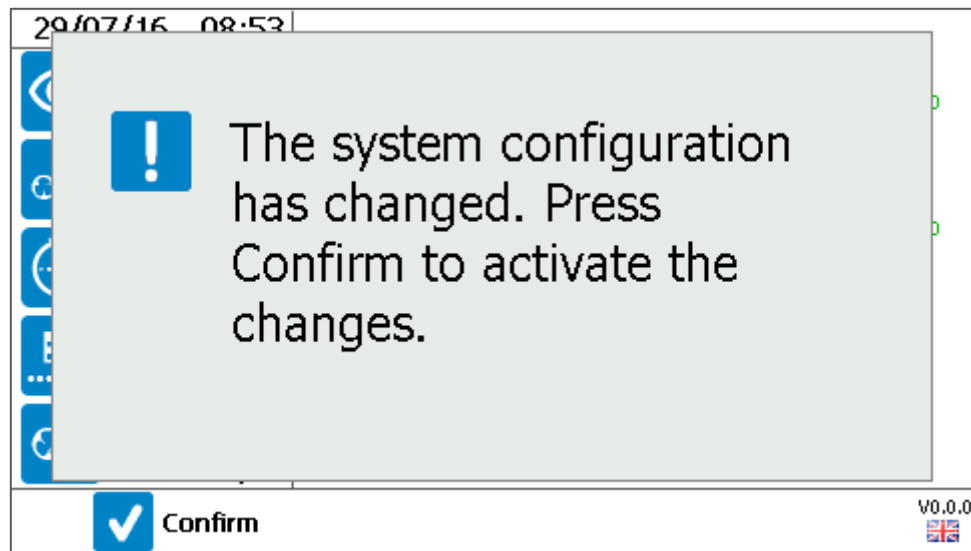 29/07/16 08:53
The system configuration
has changed. Press
Confirm to activate the
changes.
Confirm
V0.0.0